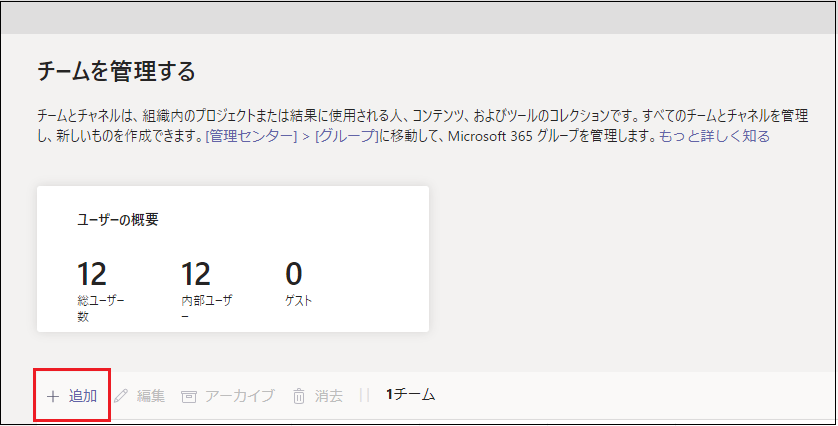 チームを管理する
チームとチャネルは、組織内のプロジェクトまたは結果に使用される人、コンテンツ、およびツールのコレクションです。すべてのチームとチャネルを管理
し、新しいものを作成できます。[管理センター] > [グループ]に移動して、Microsoft 365 グループを管理します。もっと詳しく知る
ユーザーの概要
12 12 0
総ユーザー 内部ユーザ ゲスト
数 ー
+ 追加 編集 アーカイブ 消去 || 1チーム